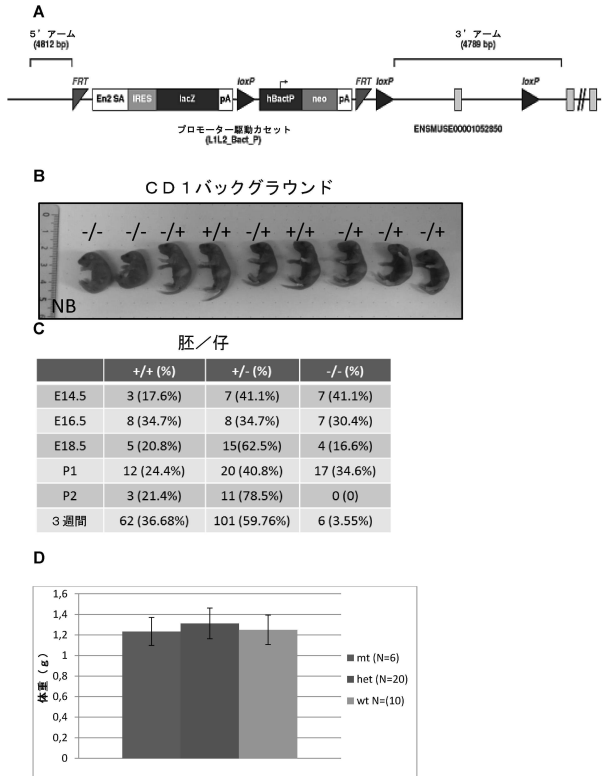 A
5’アーム
(4812 bp)
3’アーム
(4789 bp)
FRT
En2 SA
IRES
lacZ
pA
loxP
hBactP
neo
pA
FRT
loxP
loxP
プロモーター駆動カセット
(L1L2_Bact_P)
ENSMUSE00001052850
B
CD1バックグラウンド
-/- -/- -/+ +/+ -/+ +/+ -/+ -/+ -/+
0 1 2 3 4 5
NB
C
胚/仔
+/+ (%) +/- (%) -/- (%)
E14.5 3 (17.6%) 7 (41.1%) 7 (41.1%)
E16.5 8 (34.7%) 8 (34.7%) 7 (30.4%)
E18.5 5 (20.8%) 15(62.5%) 4 (16.6%)
P1 12 (24.4%) 20 (40.8%) 17 (34.6%)
P2 3 (21.4%) 11 (78.5%) 0 (0)
3週間 62 (36.68%) 101 (59.76%) 6 (3.55%)
D
1,6
1,4
1,2
1
0,8
0,6
0,4
0,2
0
体重(g)
mt (N=6)
het (N=20)
wt N=(10)